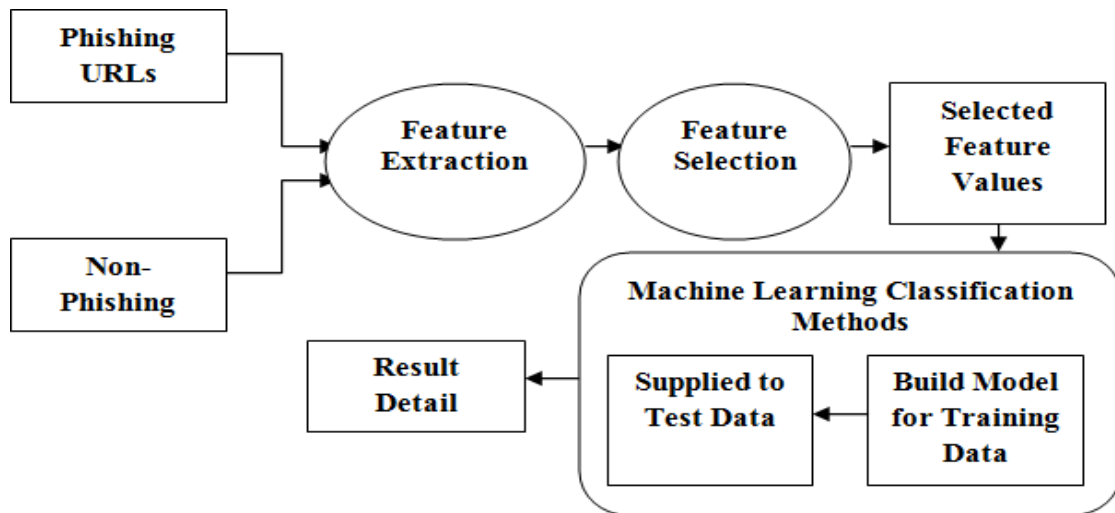 Phishing
URLs
Feature
Extraction
Feature
Selection
Selected
Feature
Values
Non-
Phishing
Machine Learning Classification
Methods
Result
Detail
Supplied to
Test Data
Build Model
for Training
Data